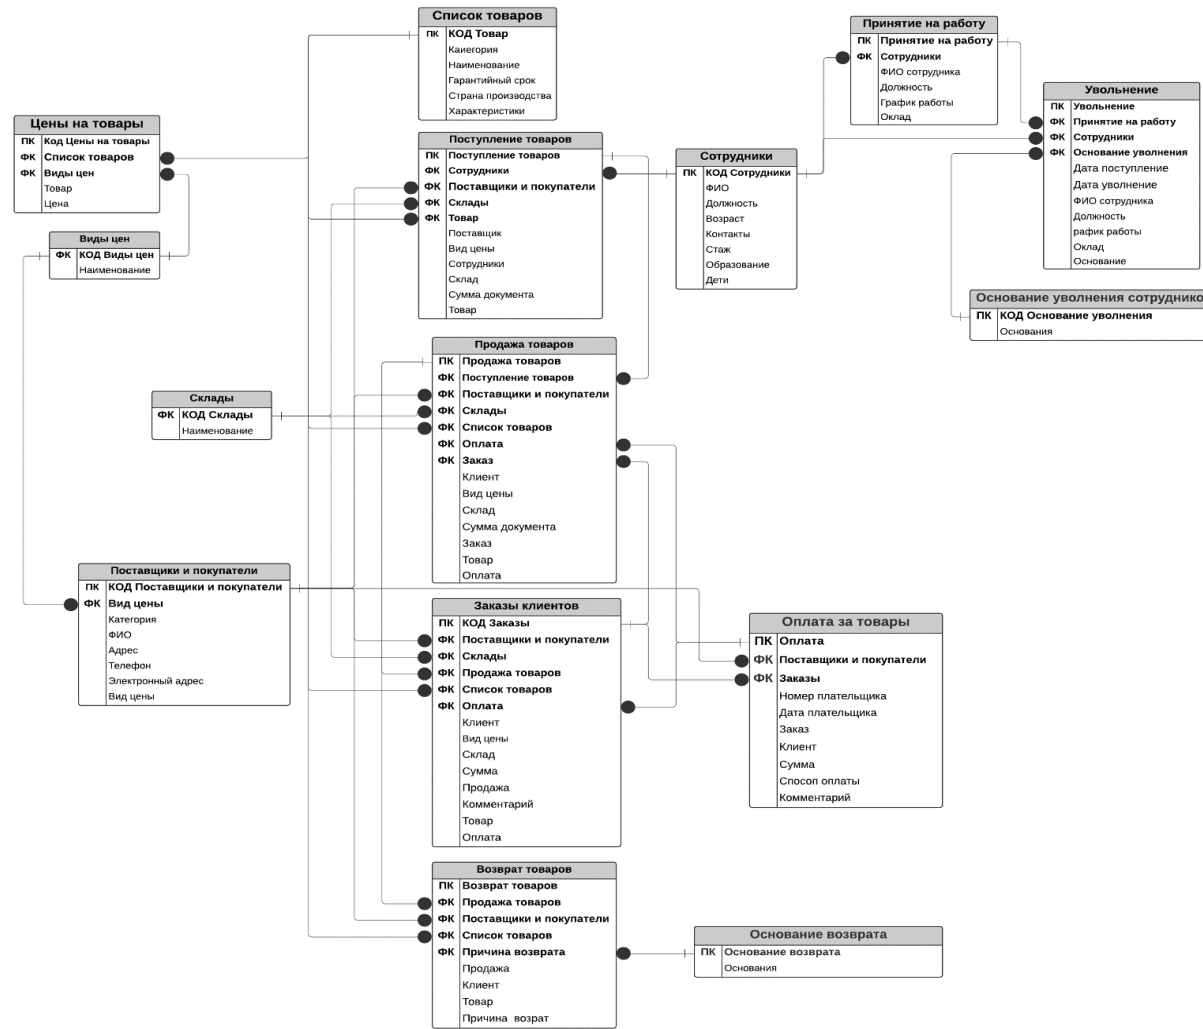 Список товаров
ПК КОД Товар
Каиегория
Наименование
Гарантийный срок
Страна производства
Характеристики
Принятие на работу
ПК Принятие на работу
ФК Сотрудники
ФИО сотрудника
Должность
График работы
Оклад
Увольнение
ПК Увольнение
ФК Принятие на работу
ФК Сотрудники
ФК Основание уволнения
Дата поступление
Дата уволнение
ФИО сотрудника
Должность
рафик работы
Оклад
Основание
Цены на товары
ПК Код Цены на товары
ФК Список товаров
ФК Виды цен
Товар
Цена
Поступление товаров
ПК Поступление товаров
ФК Сотрудники
ФК Поставщики и покупатели
ФК Склады
ФК Товар
Поставщик
Вид цены
Сотрудники
Склад
Сумма документа
Товар
Сотрудники
ПК КОД Сотрудники
ФИО
Должность
Возраст
Контакты
Стаж
Образование
Дети
Виды цен
ФК КОД Виды цен
Наименование
Основание уволнения сотруднико
ПК КОД Основание уволнения
Основания
Продажа товаров
ПК Продажа товаров
ФК Поступление товаров
ФК Поставщики и покупатели
ФК Склады
ФК Список товаров
ФК Оплата
ФК Заказ
Клиент
Вид цены
Склад
Сумма документа
Заказ
Товар
Оплата
Склады
ФК КОД Склады
Наименование
Поставщики и покупатели
ПК КОД Поставщики и покупатели
ФК Вид цены
Категория
ФИО
Адрес
Телефон
Электронный адрес
Вид цены
Заказы клиентов
ПК КОД Заказы
ФК Поставщики и покупатели
ФК Склады
ФК Продажа товаров
ФК Список товаров
ФК Оплата
Клиент
Вид цены
Склад
Сумма
Продажа
Комментарий
Товар
Оплата
Оплата за товары
ПК Оплата
ФК Поставщики и покупатели
ФК Заказы
Номер плательщика
Дата плательщика
Заказ
Клиент
Сумма
Спосоп оплаты
Комментарий
Возврат товаров
ПК Возврат товаров
ФК Продажа товаров
ФК Поставщики и покупатели
ФК Список товаров
ФК Причина возврата
Продажа
Клиент
Товар
Причина возрат
Основание возврата
ПК Основание возврата
Основания